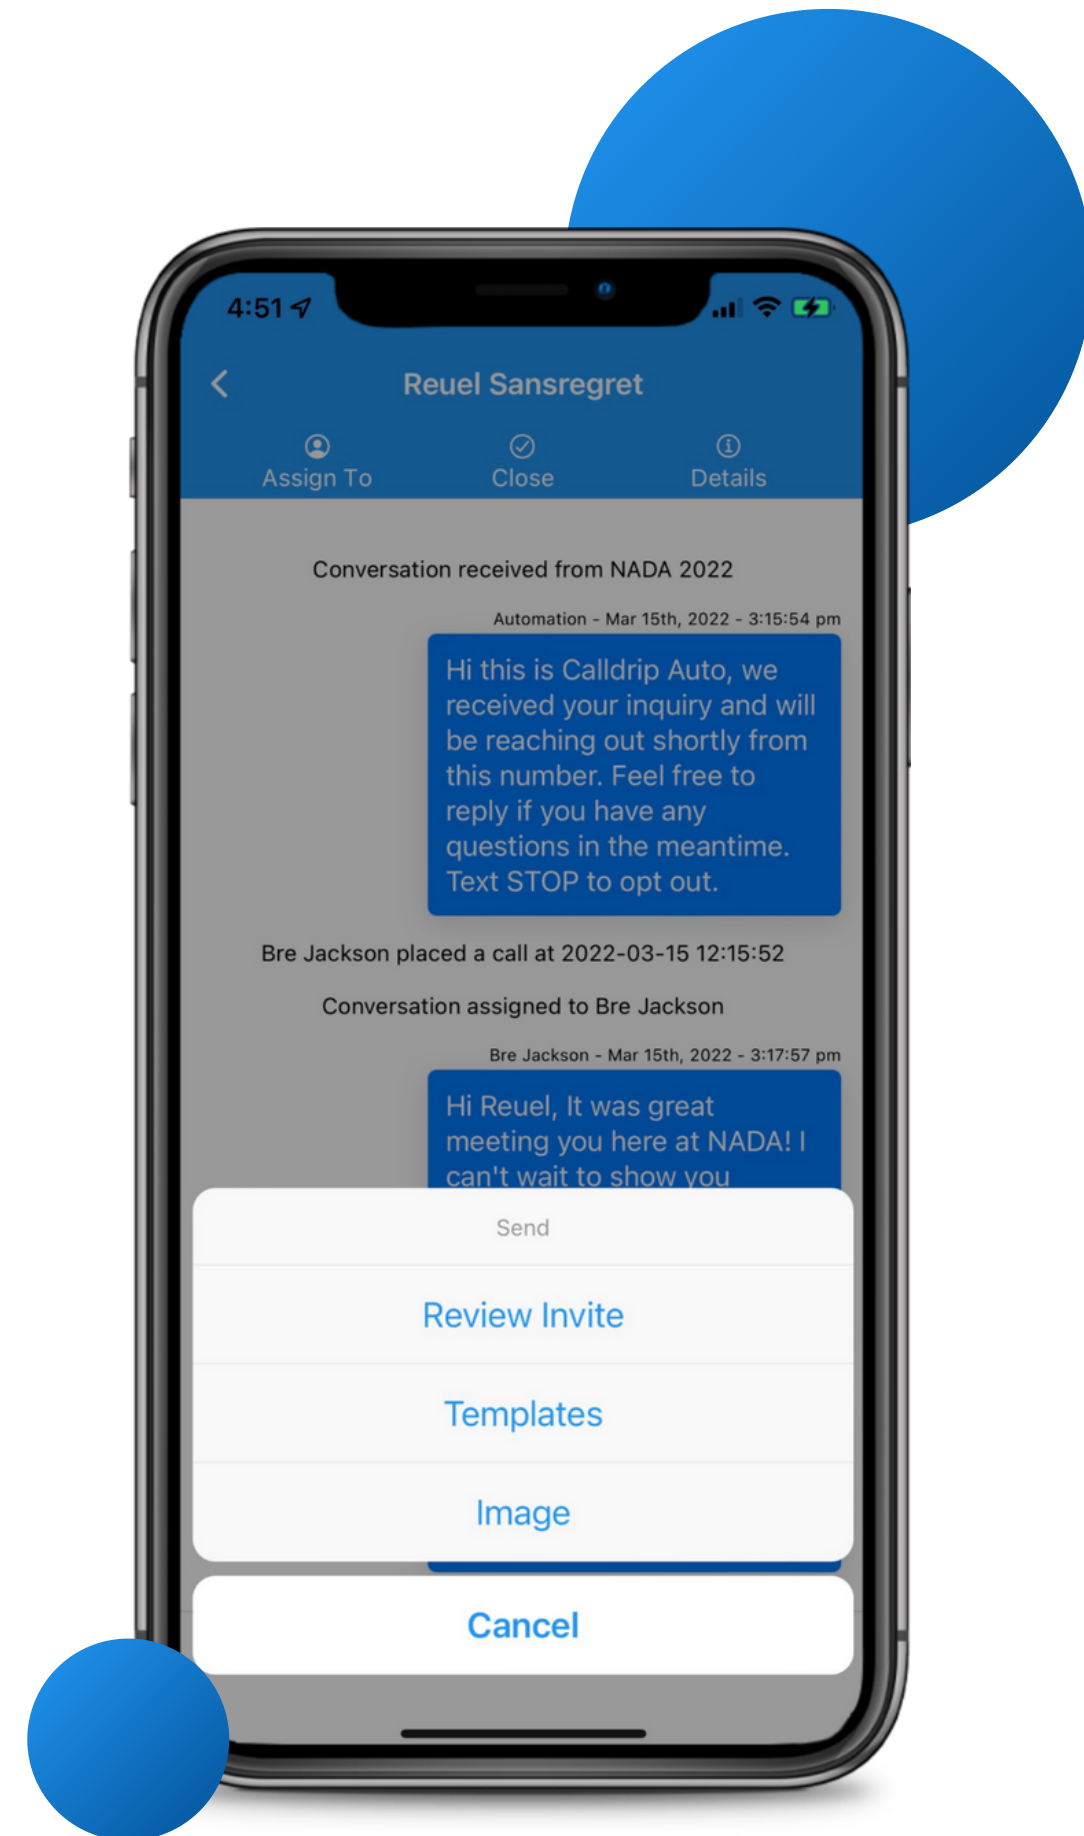 4:51
Reuel Sansregret
Assign To
Close
Details
Conversation received from NADA 2022
Automation - Mar 15th, 2022 - 3:15:54 pm
Hi this is Calldrip Auto, we
received your inquiry and will
be reaching out shortly from
this number. Feel free to
reply if you have any
questions in the meantime.
Text STOP to opt out.
Bre Jackson placed a call at 2022-03-15 12:15:52
Conversation assigned to Bre Jackson
Bre Jackson - Mar 15th, 2022 - 3:17:57 pm
Hi Reuel, It was great
meeting you here at NADA! I
can't wait to show you
Send
Review Invite
Templates
Image
Cancel